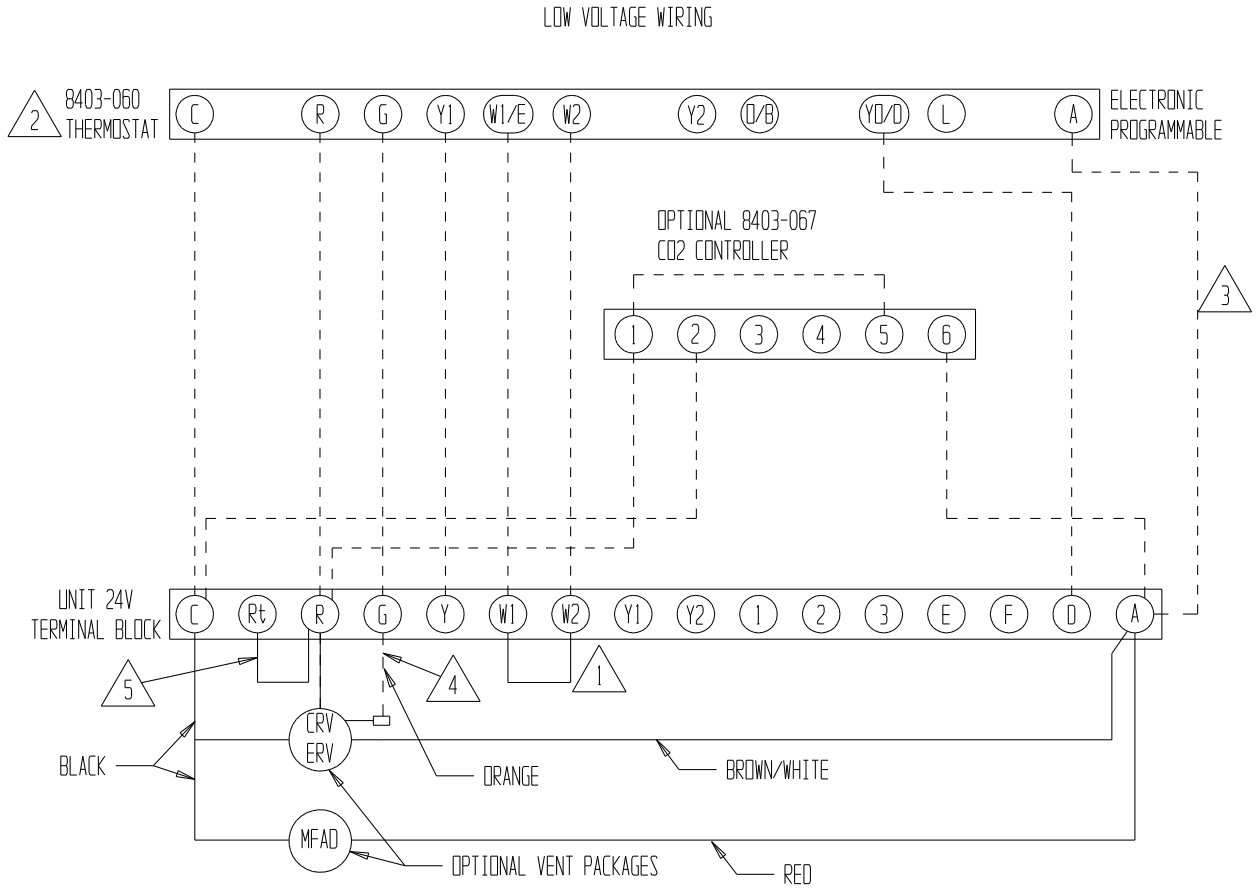 LOW VOLTAGE WIRING
2
8403-060
THERMOSTAT
C R G Y1 W1/E W2 Y2 O/B YO/D L A
ELECTRONIC
PROGRAMMABLE
OPTIONAL 8403-067
CO2 CONTROLLER
3
1 2 3 4 5 6
UNIT 24V
TERMINAL BLOCK
C Rt R G Y W1 W2 Y1 Y2 1 2 3 E F O A
5
4
1
CRV
ERV
BLACK
ORANGE
BROWN/WHITE
MFAD
OPTIONAL VENT PACKAGES
RED